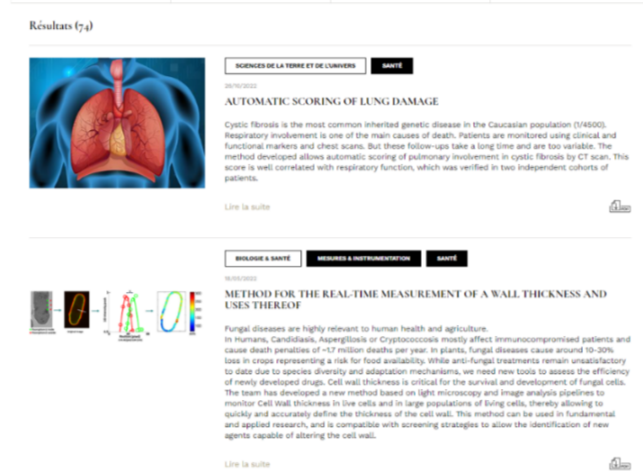 Résultats (74)
SCIENCES DE LA TERRE ET DE L'UNIVERS
SANTÉ
AUTOMATIC SCORING OF LUNG DAMAGE
Cystic fibrosis is the most common inherited genetic disease in the Caucasian population (1/4500).
Respiratory involvement is one of the main causes of death. Patients are monitored using clinical and
functional markers and chest scans. But these follow-ups take a long time and are too variable. The
method developed allows automatic scoring of pulmonary involvement in cystic fibrosis by CT scan. This
score is well correlated with respiratory function, which was verified in two independent cohorts of
patients.
Lire la suite
BIOLOGIE & SANTÉ
MESURES & INSTRUMENTATION
SANTÉ
METHOD FOR THE REAL-TIME MEASUREMENT OF A WALL THICKNESS AND
USES THEREOF
Fungal diseases are highly relevant to human health and agriculture.
In Humans, Candidiasis, Aspergillosis or Cryptococcosis mostly affect immunocompromised patients and
cause death penalties of ~1.7 million deaths per year. In plants, fungal diseases cause around 10-30%
loss in crops representing a risk for food availability. While anti-fungal treatments remain unsatisfactory
to date due to species diversity and adaptation mechanisms, we need new tools to assess the efficiency
of newly developed drugs. Cell wall thickness is critical for the survival and development of fungal cells.
The team has developed a new method based on light microscopy and image analysis pipelines to
monitor Cell Wall thickness in live cells and in large populations of living cells, thereby allowing to
quickly and accurately define the thickness of the cell wall. This method can be used in fundamental
and applied research, and is compatible with screening strategies to allow the identification of new
agents capable of altering the cell wall.
Lire la suite